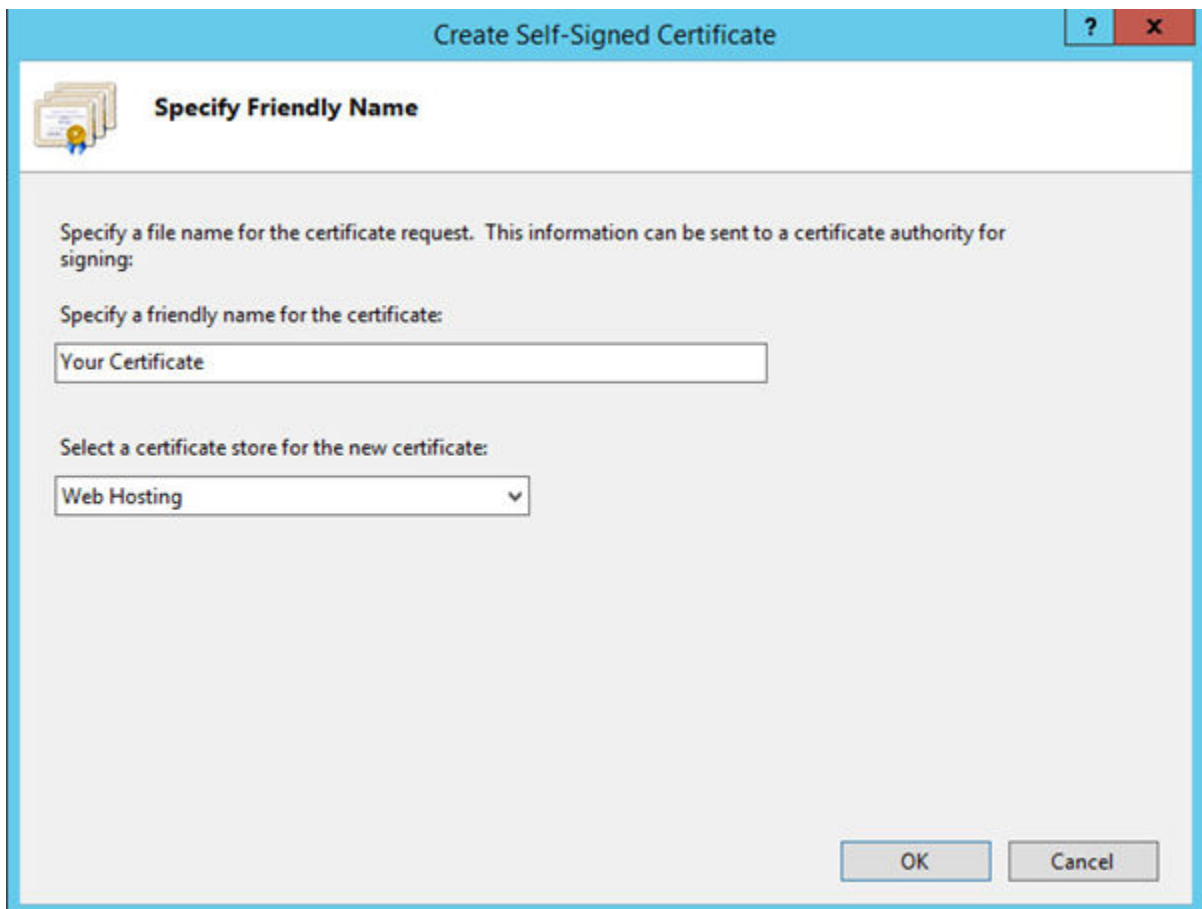 Create Self-Signed Certificate
? x
Specify Friendly Name
Specify a file name for the certificate request.  This information can be sent to a certificate authority for
signing:
Specify a friendly name for the certificate:
Your Certificate
Select a certificate store for the new certificate:
Web Hosting
OK Cancel